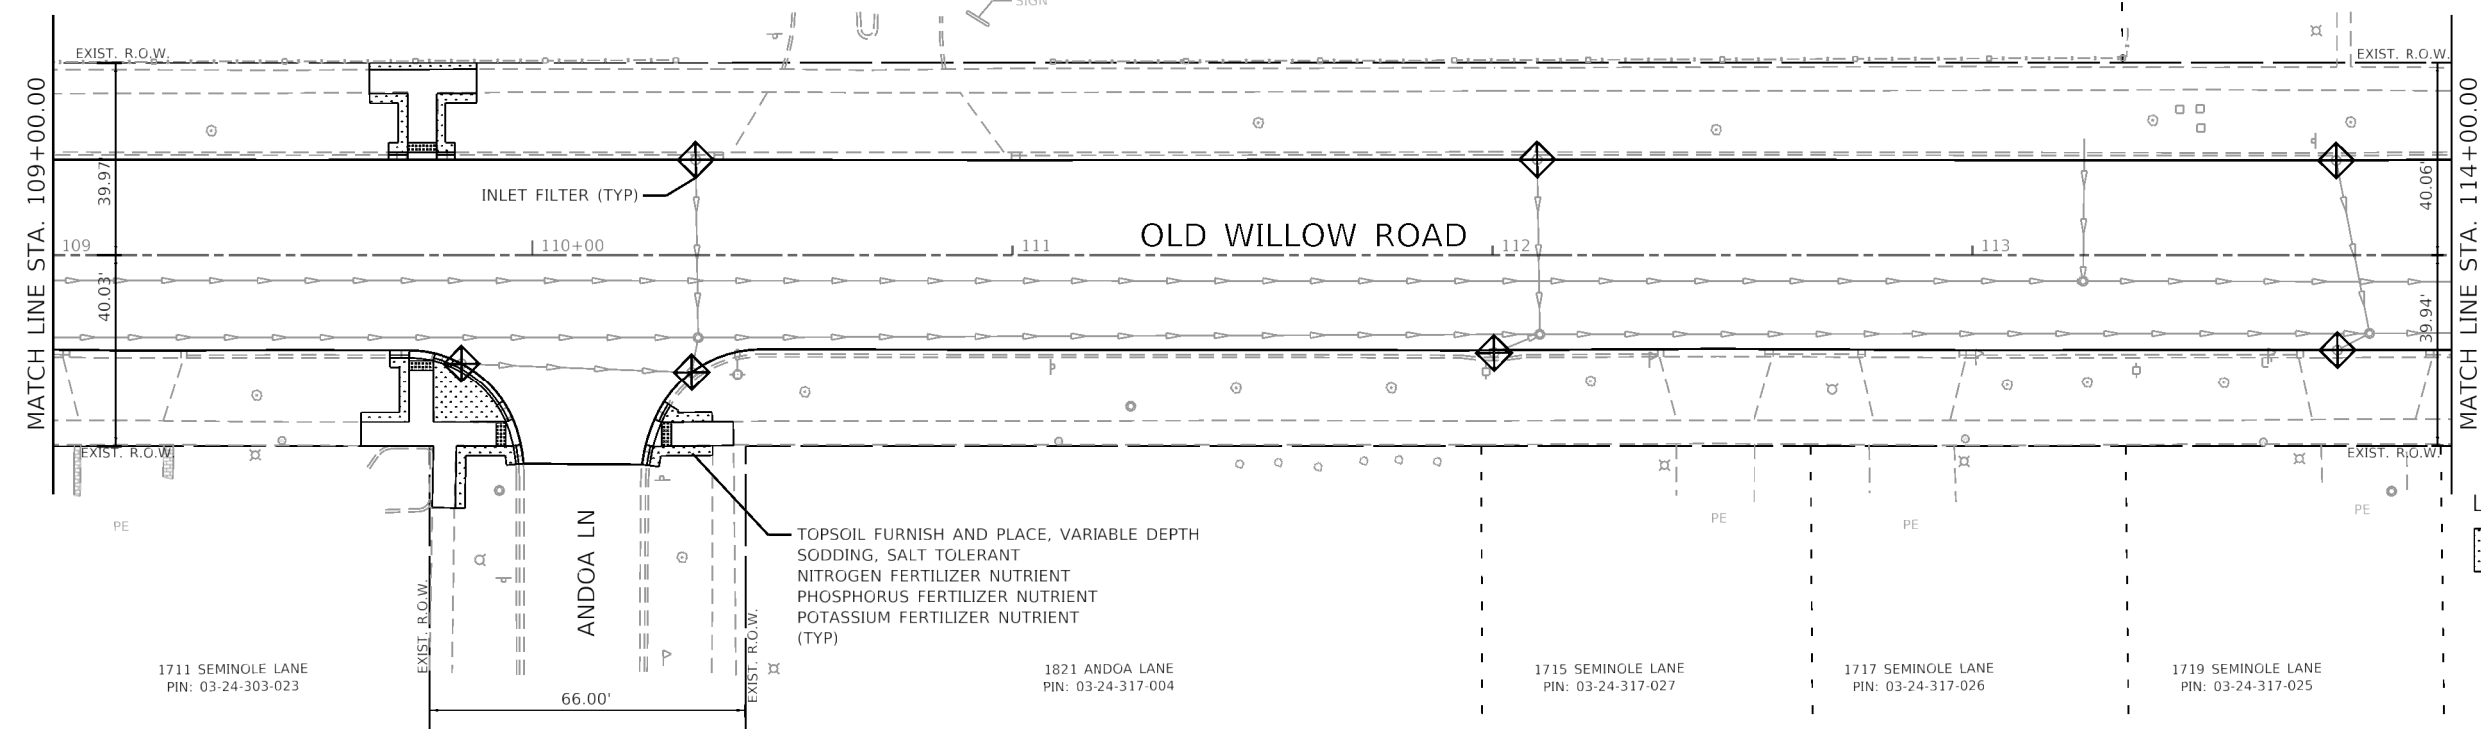 SIGN
EXIST. R.O.W.
EXIST. R.O.W.
MATCH LINE STA. 109+00.00
39.97'
40.03'
INLET FILTER (TYP)
OLD WILLOW ROAD
109
110+00
111
112
113
40.06'
39.94'
MATCH LINE STA. 114+00.00
EXIST. R.O.W.
EXIST. R.O.W.
PE
PE
PE
PE
ANDOA LN
EXIST. R.O.W.
EXIST. R.O.W.
TOPSOIL FURNISH AND PLACE, VARIABLE DEPTH
SODDING, SALT TOLERANT
NITROGEN FERTILIZER NUTRIENT
PHOSPHORUS FERTILIZER NUTRIENT
POTASSIUM FERTILIZER NUTRIENT
(TYP)
1711 SEMINOLE LANE
PIN: 03-24-303-023
66.00'
1821 ANDOA LANE
PIN: 03-24-317-004
1715 SEMINOLE LANE
PIN: 03-24-317-027
1717 SEMINOLE LANE
PIN: 03-24-317-026
1719 SEMINOLE LANE
PIN: 03-24-317-025